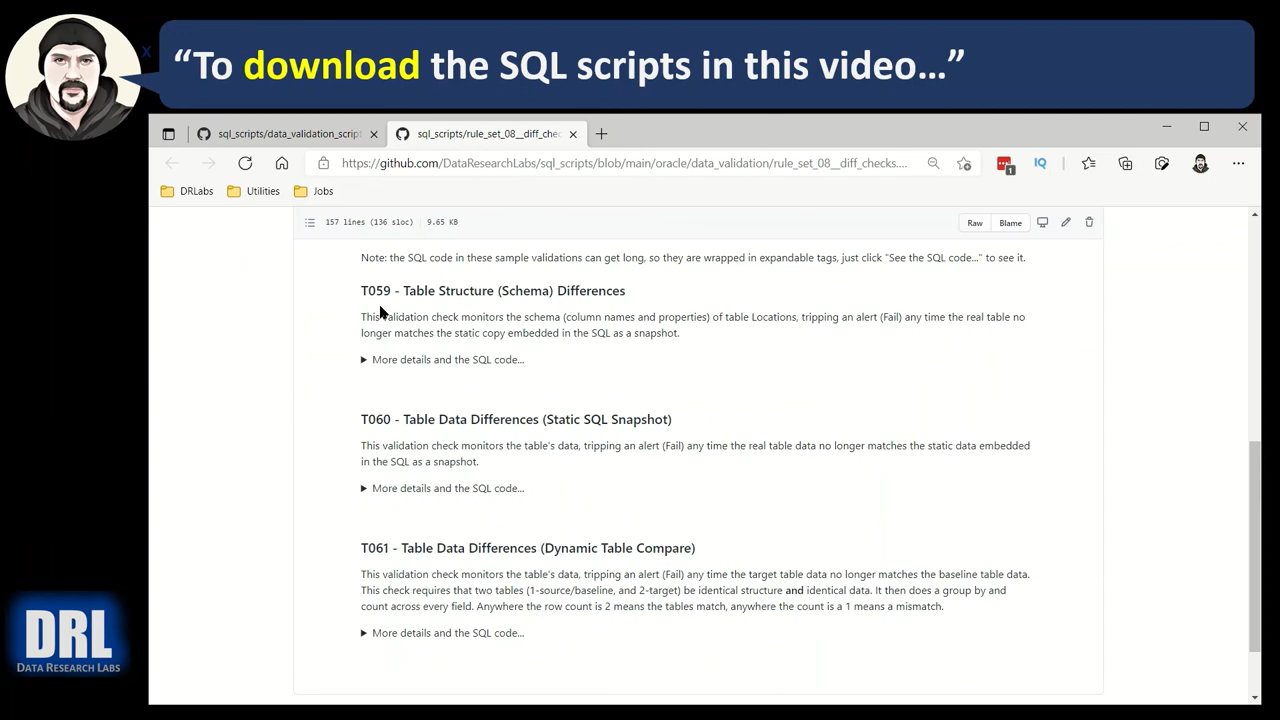 “To download the SQL scripts in this video…”
x
sql_scripts/data_validation_script
sql_scripts/rule_set_08__diff_chec
https://github.com/DataResearchLabs/sql_scripts/blob/main/oracle/data_validation/rule_set_08__diff_checks....
1
IQ
DRLabs
Utilities
Jobs
157 lines (136 sloc) 9.65 KB
Raw
Blame
Note: the SQL code in these sample validations can get long, so they are wrapped in expandable tags, just click "See the SQL code..." to see it.
T059 - Table Structure (Schema) Differences
This validation check monitors the schema (column names and properties) of table Locations, tripping an alert (Fail) any time the real table no
longer matches the static copy embedded in the SQL as a snapshot.
More details and the SQL code...
T060 - Table Data Differences (Static SQL Snapshot)
This validation check monitors the table's data, tripping an alert (Fail) any time the real table data no longer matches the static data embedded
in the SQL as a snapshot.
More details and the SQL code...
T061 - Table Data Differences (Dynamic Table Compare)
This validation check monitors the table's data, tripping an alert (Fail) any time the target table data no longer matches the baseline table data.
This check requires that two tables (1-source/baseline, and 2-target) be identical structure and identical data. It then does a group by and
count across every field. Anywhere the row count is 2 means the tables match, anywhere the count is a 1 means a mismatch.
More details and the SQL code...
DRL
DATA RESEARCH LABS